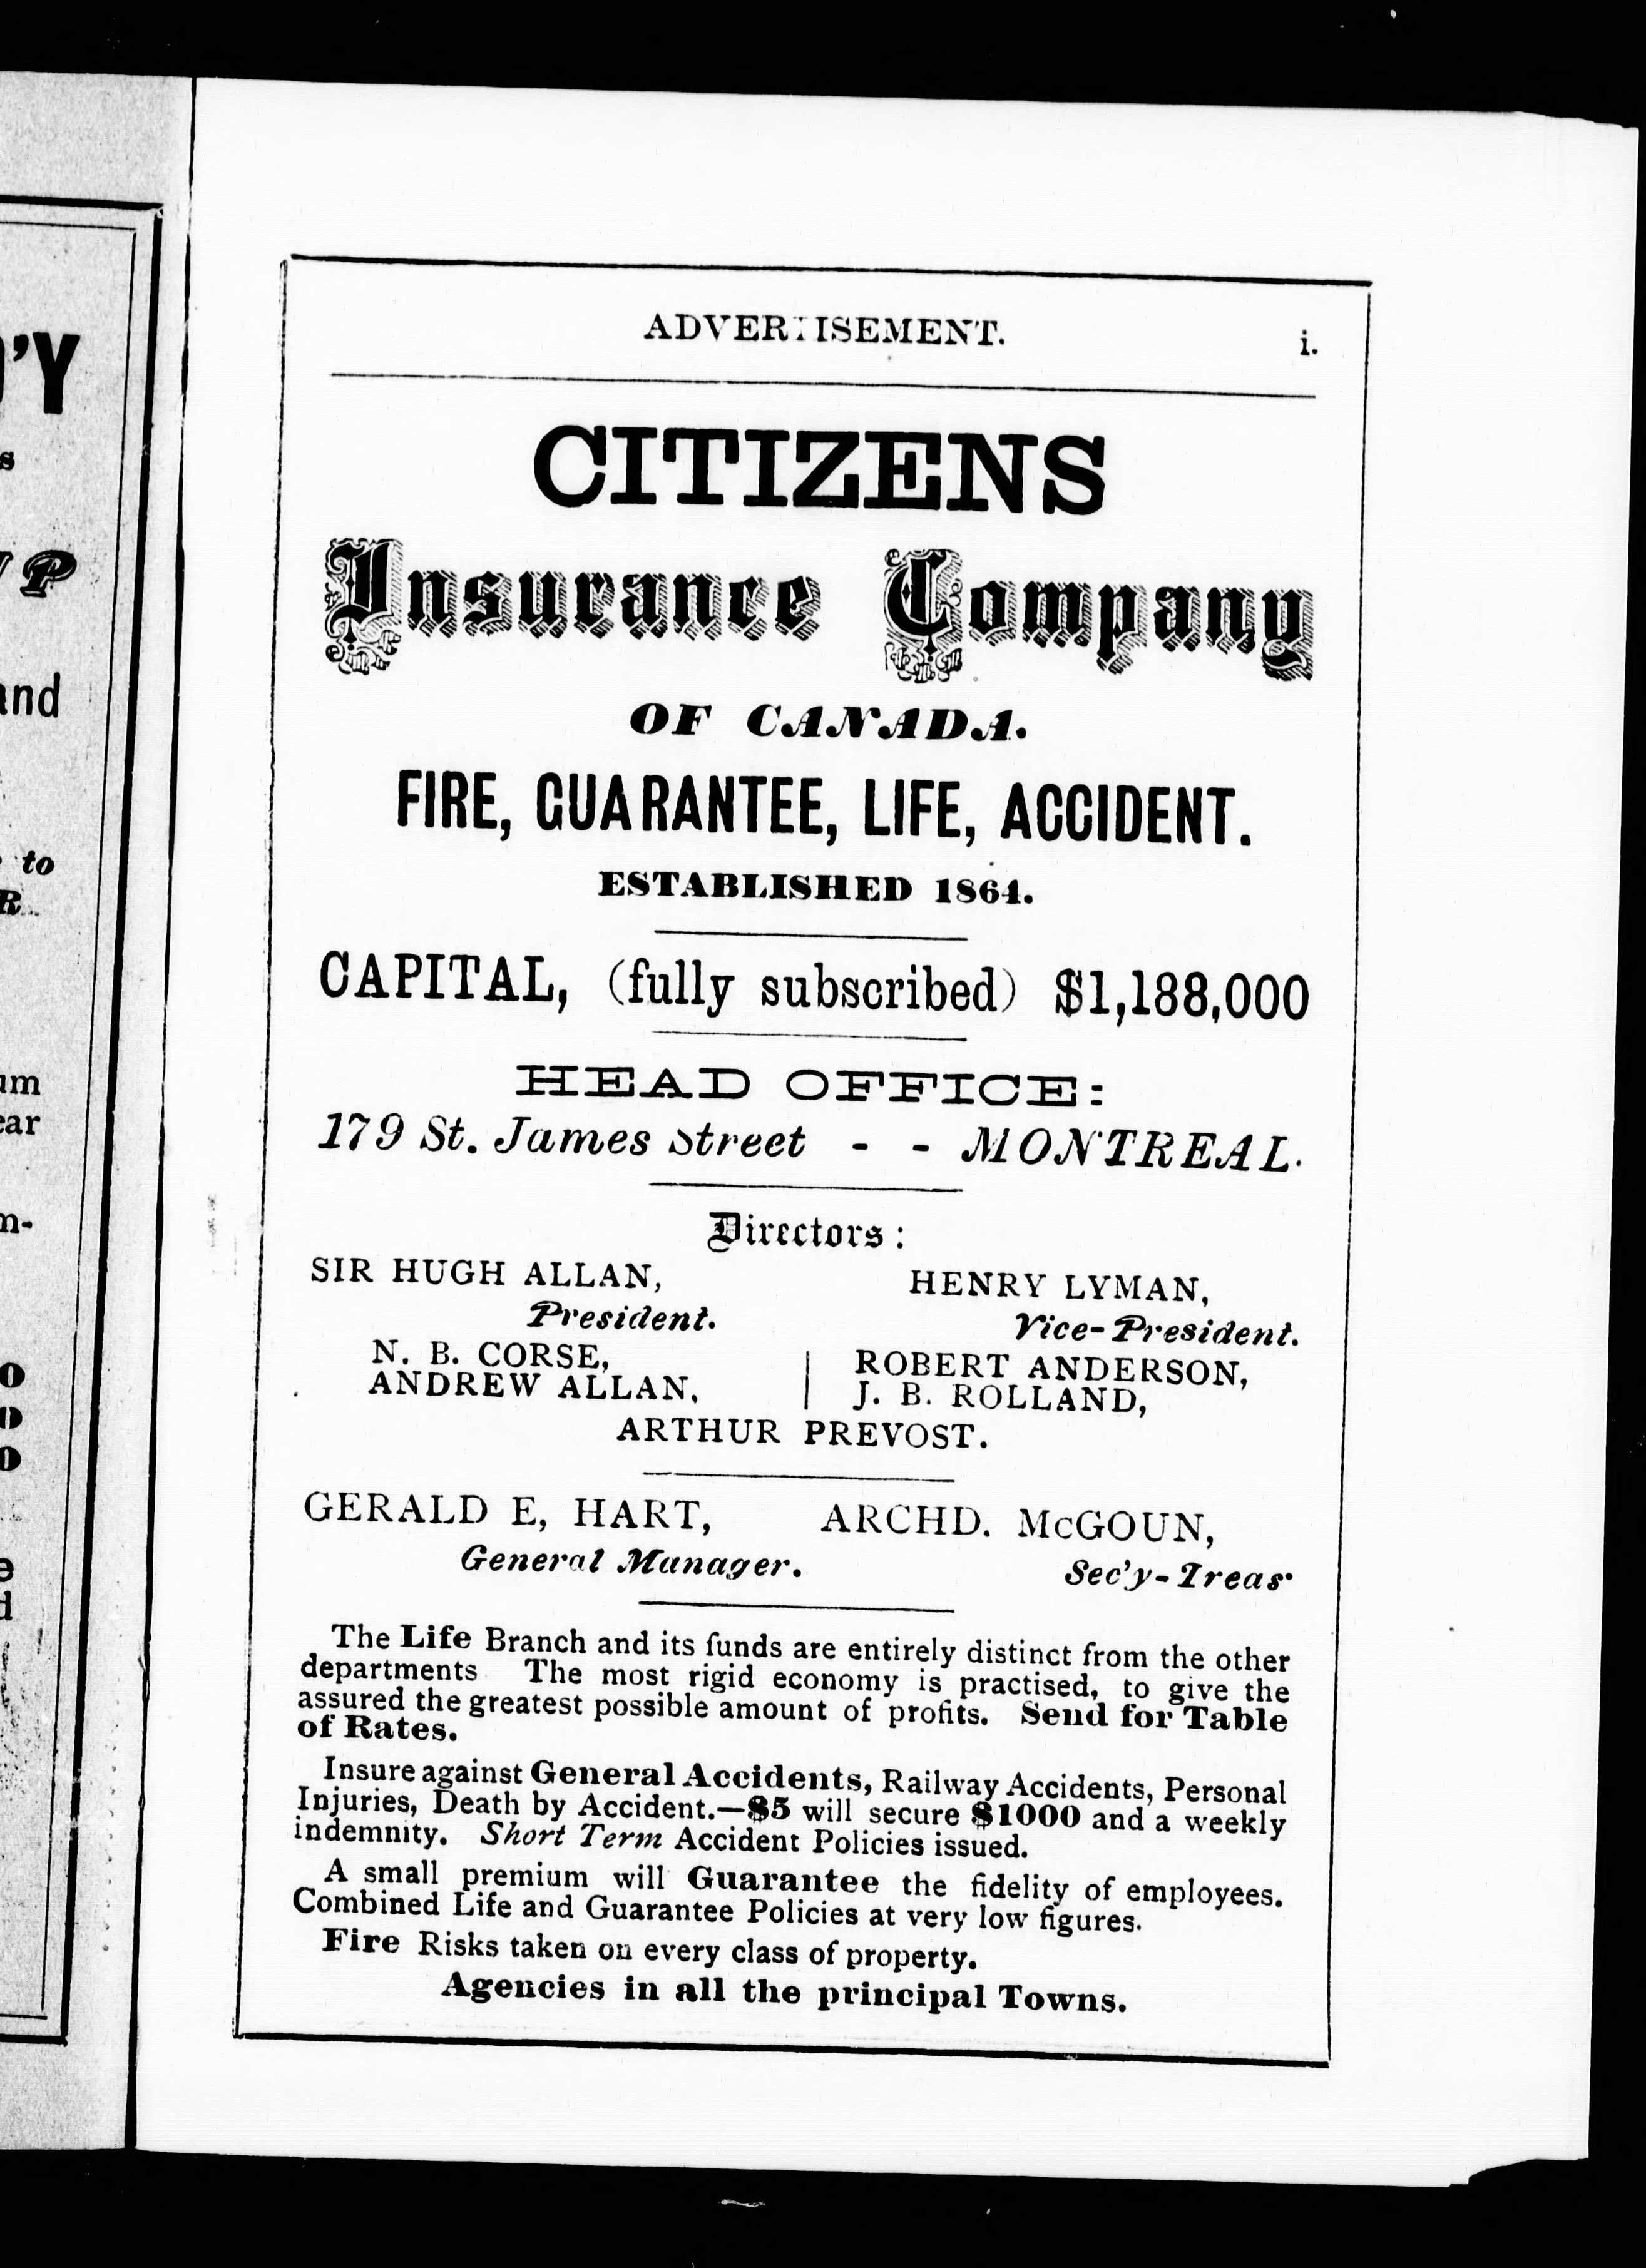 ADVERTISEMENT. i.
CITIZENS
Insurance Company
OF CANADA.
FIRE, GUARANTEE, LIFE, ACCIDENT.
ESTABLISHED 1864.
CAPITAL, (fully subscribed) $1,188,000
HEAD OFFICE:
179 St. James Street - - MONTREAL.
Directors:
SIR HUGH ALLAN, HENRY LYMAN,
President. Vice-President.
N. B. CORSE, ROBERT ANDERSON,
ANDREW ALLAN, J. B. ROLLAND,
ARTHUR PREVOST.
GERALD E, HART, ARCHD. McGOUN,
General Manager. Sec'y-Treas.
The Life Branch and its funds are entirely distinct from the other
departments The most rigid economy is practised, to give the
assured the greatest possible amount of profits. Send for Table
of Rates.
Insure against General Accidents, Railway Accidents, Personal
Injuries, Death by Accident.—$5 will secure $1000 and a weekly
indemnity. Short Term Accident Policies issued.
A small premium will Guarantee the fidelity of employees.
Combined Life and Guarantee Policies at very low figures.
Fire Risks taken on every class of property.
Agencies in all the principal Towns.